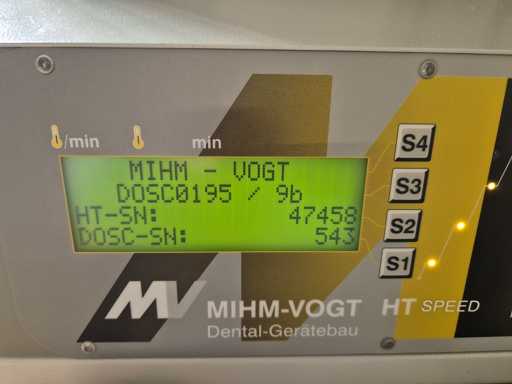 /min min
S4
MIHM - VOGT
DOSC0195 / 9b
S3
HT-SN: 47458
S2
DOSC-SN: 543
S1
MV MIHM-VOGT HT SPEED
Dental-Gerätebau